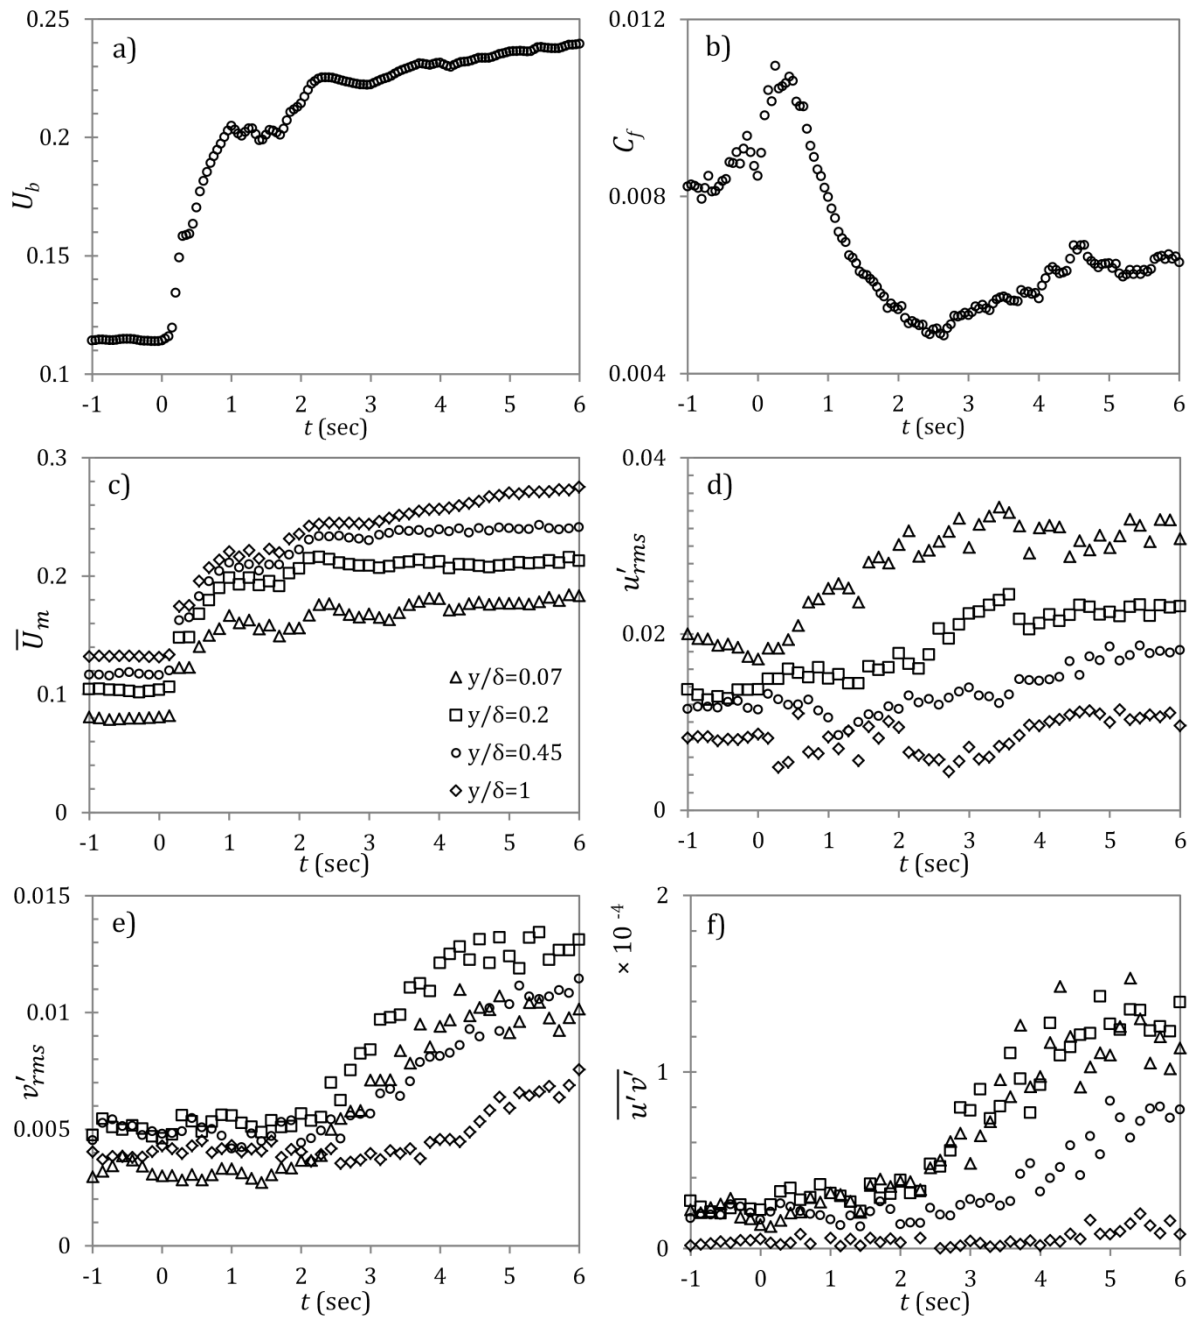 0.25
a)
0.2
U_b
0.15
0.1
-1 0 1 2 3 4 5 6
t (sec)
0.012
b)
C_f
0.008
0.004
-1 0 1 2 3 4 5 6
t (sec)
0.3
c)
0.2
U̅_m
0.1
0
y/δ=0.07
y/δ=0.2
y/δ=0.45
y/δ=1
-1 0 1 2 3 4 5 6
t (sec)
0.04
d)
u'_rms
0.02
0
-1 0 1 2 3 4 5 6
t (sec)
0.015
e)
0.01
v'_rms
0.005
0
-1 0 1 2 3 4 5 6
t (sec)
× 10⁻⁴
2
f)
1
u̅'̅v̅'̅
0
-1 0 1 2 3 4 5 6
t (sec)